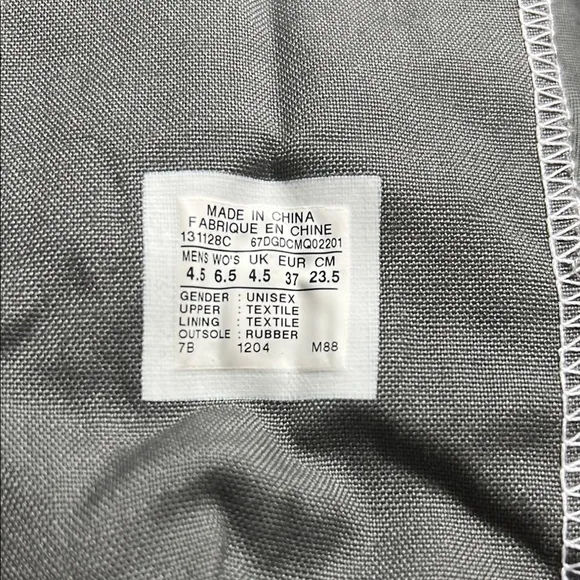 MADE IN CHINA
FABRIQUE EN CHINE
131128C 67DGDCMQ02201
MENS WO'S UK EUR CM
4.5 6.5 4.5 37 23.5
GENDER : UNISEX
UPPER : TEXTILE
LINING : TEXTILE
OUTSOLE : RUBBER
7B 1204 M88